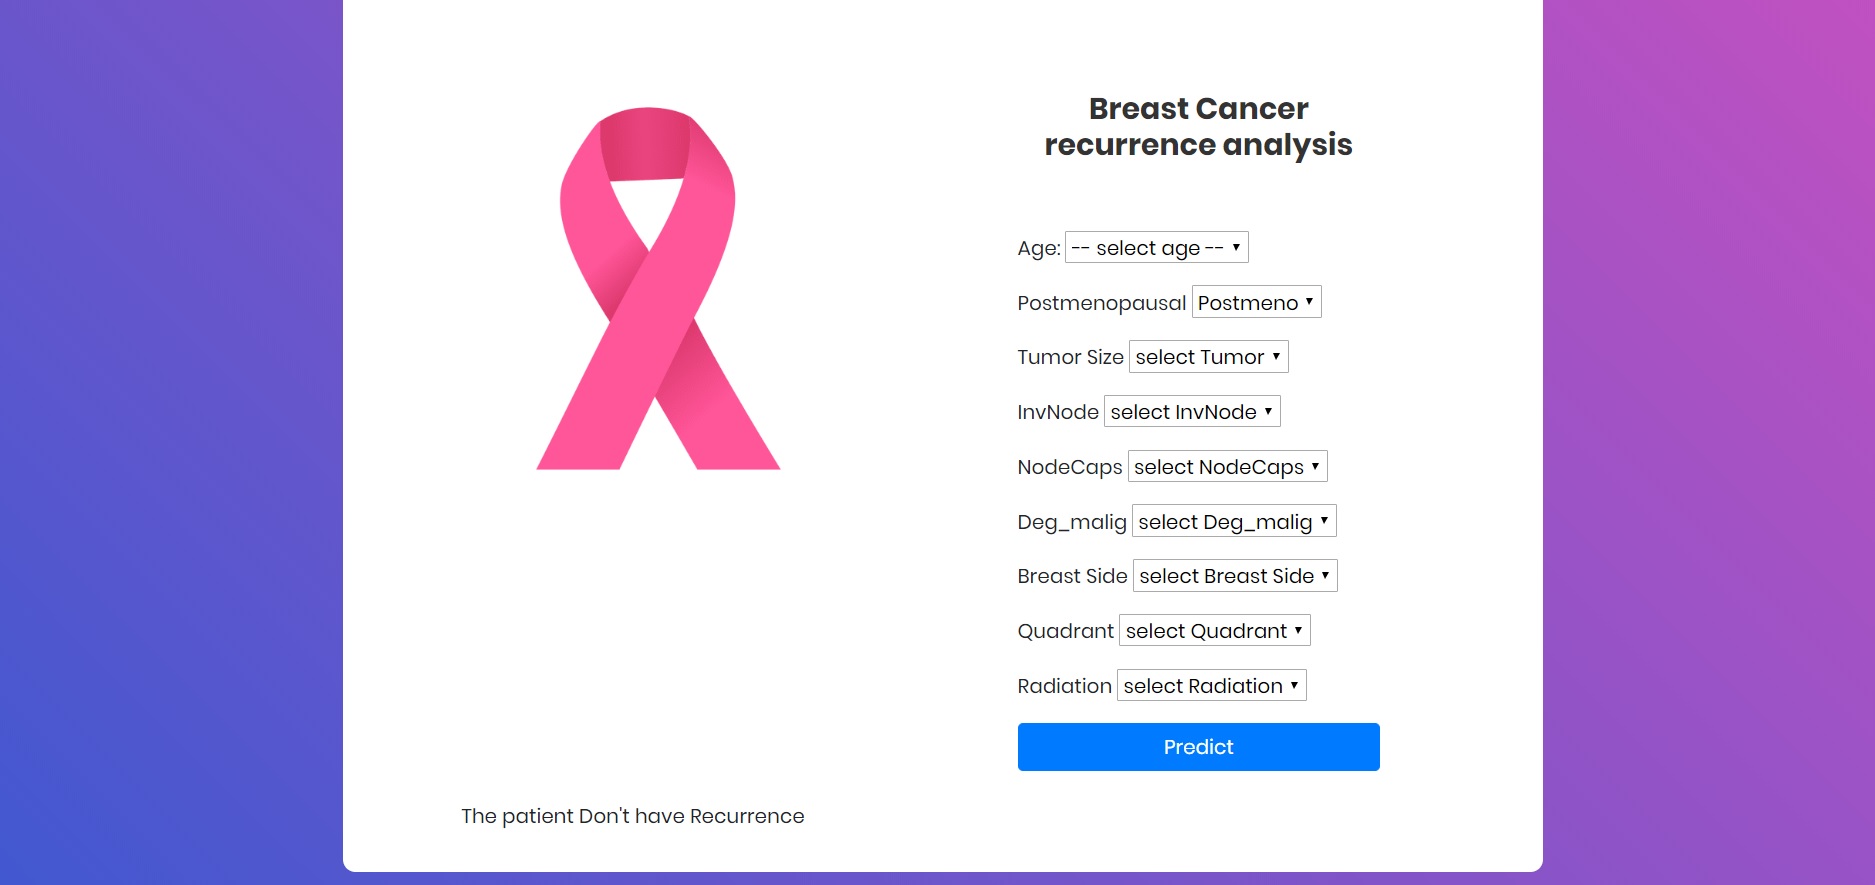 Breast Cancer
recurrence analysis
Age: -- select age --
Postmenopausal Postmeno
Tumor Size select Tumor
InvNode select InvNode
NodeCaps select NodeCaps
Deg_malig select Deg_malig
Breast Side select Breast Side
Quadrant select Quadrant
Radiation select Radiation
Predict
The patient Don't have Recurrence